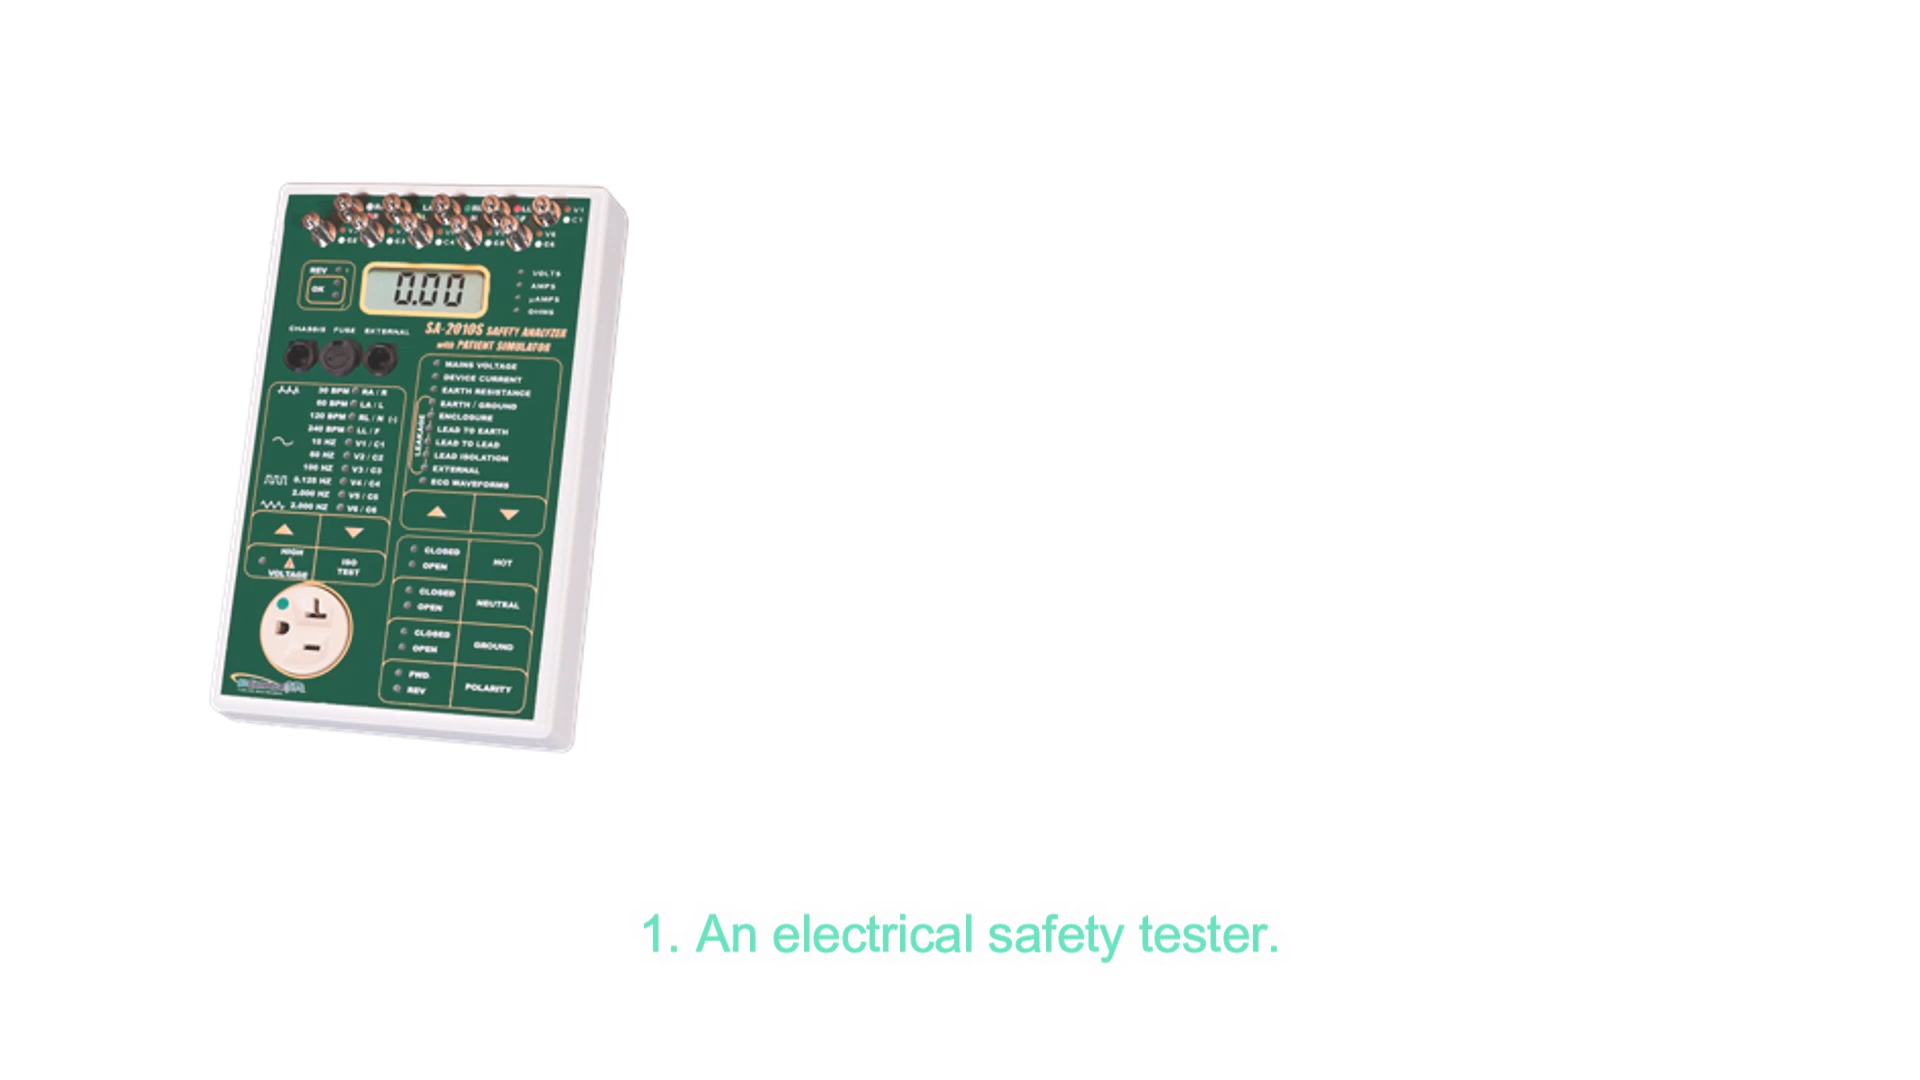 V1
C1
V6
C6
REV
OK
0.00
VOLTS
AMPS
µAMPS
OHMS
CHASSIS FUSE EXTERNAL
SA-2010S SAFETY ANALYZER
with PATIENT SIMULATOR
MAINS VOLTAGE
DEVICE CURRENT
EARTH RESISTANCE
LEAKAGE
EARTH / GROUND
ENCLOSURE
LEAD TO EARTH
LEAD TO LEAD
LEAD ISOLATION
EXTERNAL
ECG WAVEFORMS
30 BPM RA / R
60 BPM LA / L
120 BPM RL / N (-)
240 BPM LL / F
10 HZ V1 / C1
60 HZ V2 / C2
100 HZ V3 / C3
0.125 HZ V4 / C4
2.000 HZ V5 / C5
2.000 HZ V6 / C6
HIGH
VOLTAGE
ISO
TEST
CLOSED
OPEN
HOT
CLOSED
OPEN
NEUTRAL
CLOSED
OPEN
GROUND
FWD
REV
POLARITY
1. An electrical safety tester.